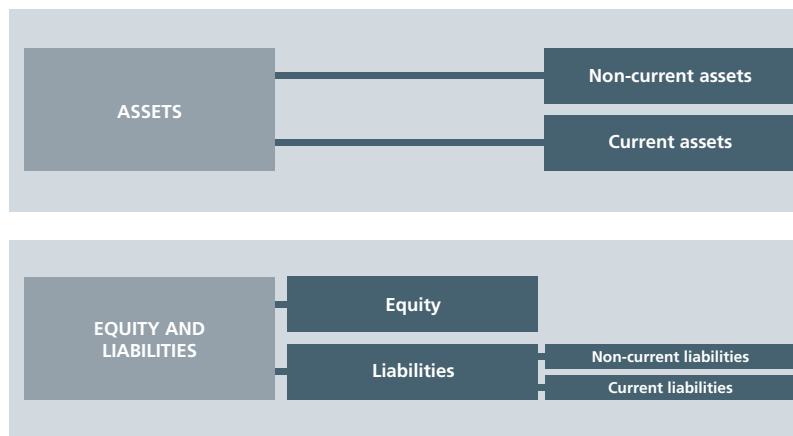 ASSETS
Non-current assets
Current assets
EQUITY AND
LIABILITIES
Equity
Liabilities
Non-current liabilities
Current liabilities